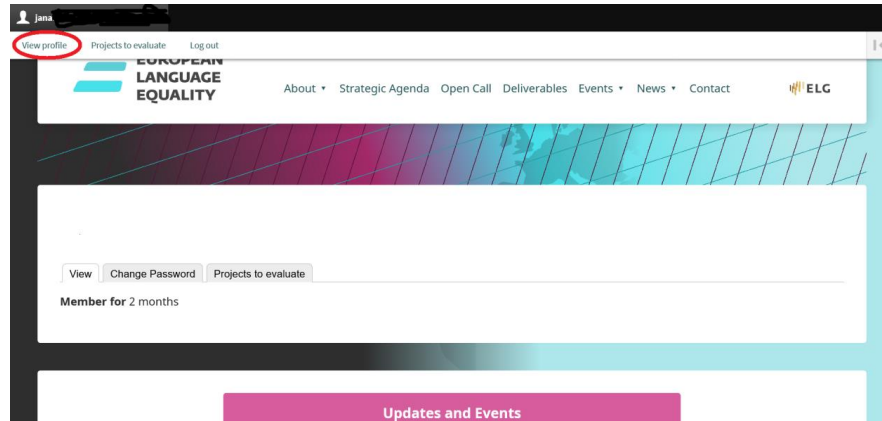 jana
View profile Projects to evaluate Log out
EUROPEAN
LANGUAGE
EQUALITY
About ▾ Strategic Agenda Open Call Deliverables Events ▾ News ▾ Contact
ELG
View Change Password Projects to evaluate
Member for 2 months
Updates and Events